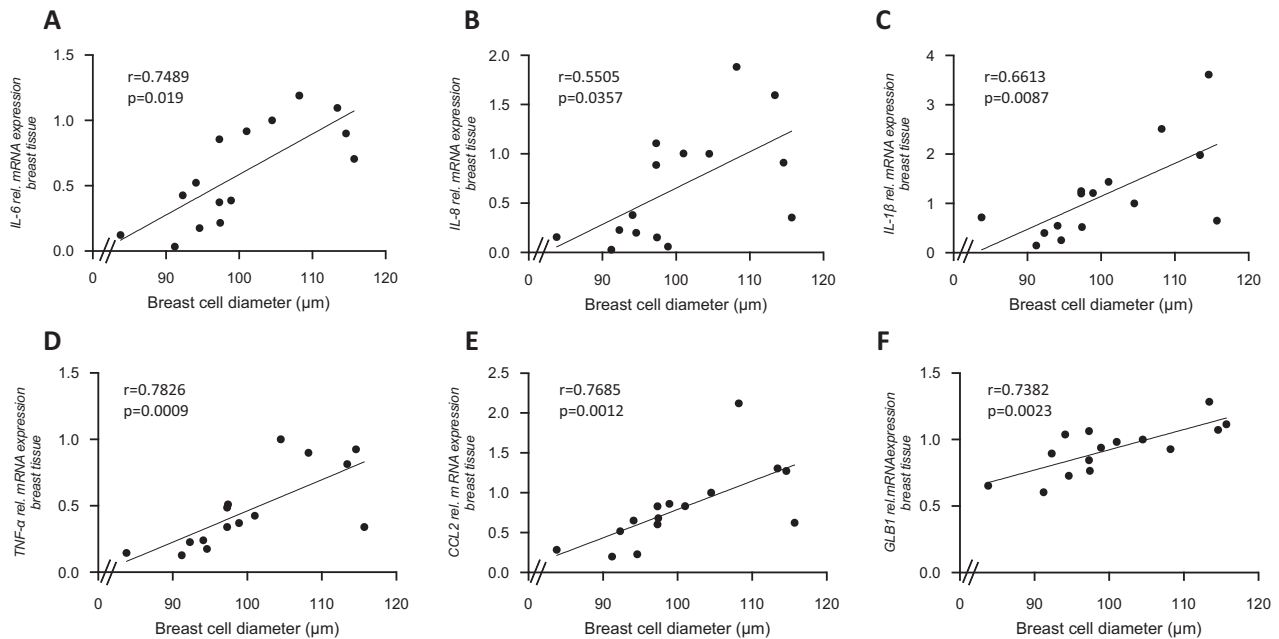 A
IL-6 rel. mRNA expression
breast tissue
1.5
1.0
0.5
0.0
r=0.7489
p=0.019
0 90 100 110 120
Breast cell diameter (µm)
B
IL-8 rel. mRNA expression
breast tissue
2.0
1.5
1.0
0.5
0.0
r=0.5505
p=0.0357
0 90 100 110 120
Breast cell diameter (µm)
C
IL-1β rel. mRNA expression
breast tissue
4
3
2
1
0
r=0.6613
p=0.0087
0 90 100 110 120
Breast cell diameter (µm)
D
TNF-α rel. mRNA expression
breast tissue
1.5
1.0
0.5
0.0
r=0.7826
p=0.0009
0 90 100 110 120
Breast cell diameter (µm)
E
CCL2 rel. m RNA expression
breast tissue
2.5
2.0
1.5
1.0
0.5
0.0
r=0.7685
p=0.0012
0 90 100 110 120
Breast cell diameter (µm)
F
GLB1 rel.mRNAexpression
breast tissue
1.5
1.0
0.5
0.0
r=0.7382
p=0.0023
0 90 100 110 120
Breast cell diameter (µm)